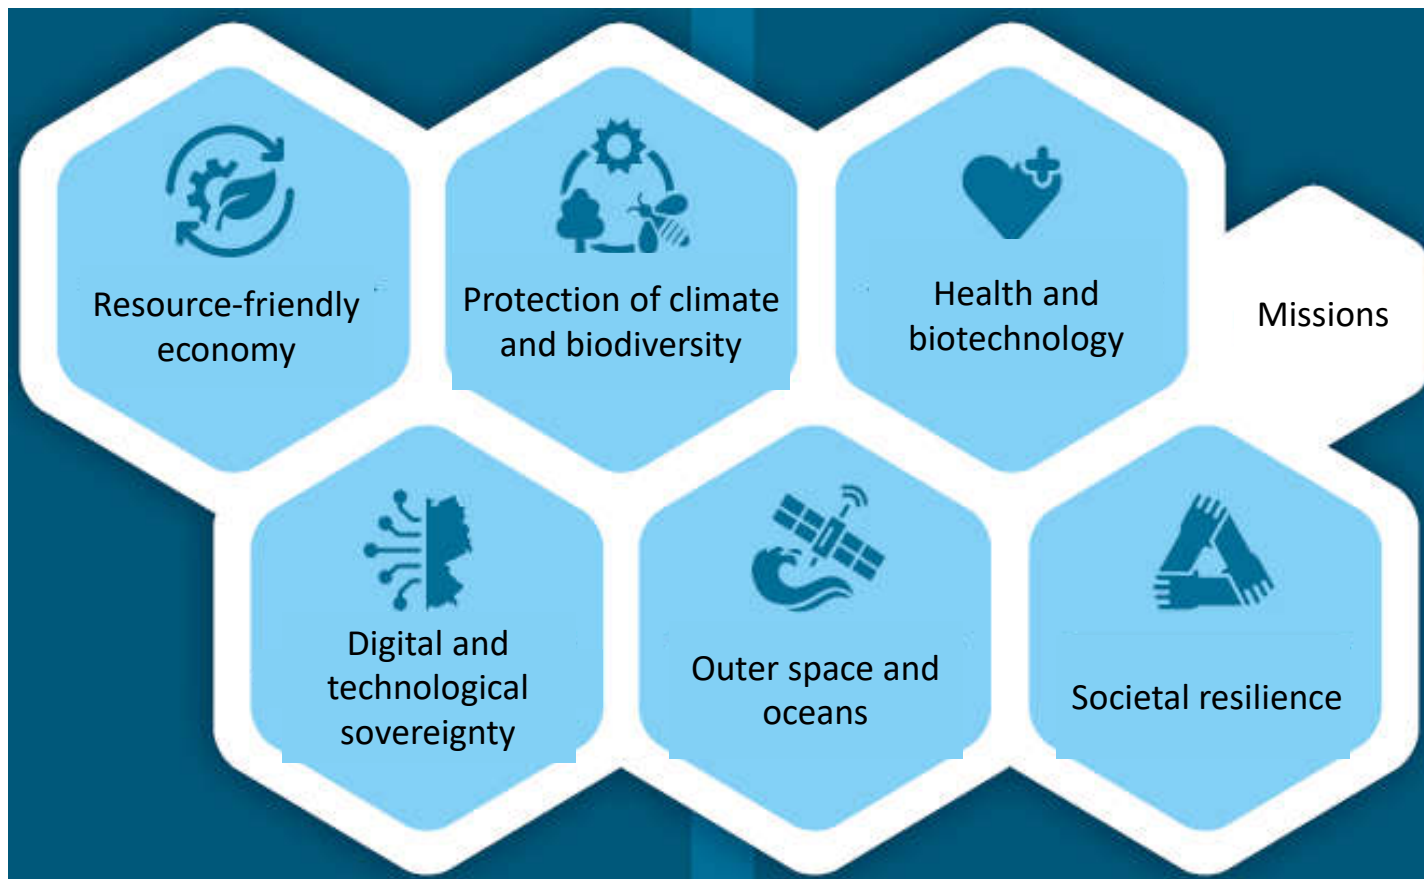 Resource-friendly
economy
Protection of climate
and biodiversity
Health and
biotechnology
Missions
Digital and
technological
sovereignty
Outer space and
oceans
Societal resilience